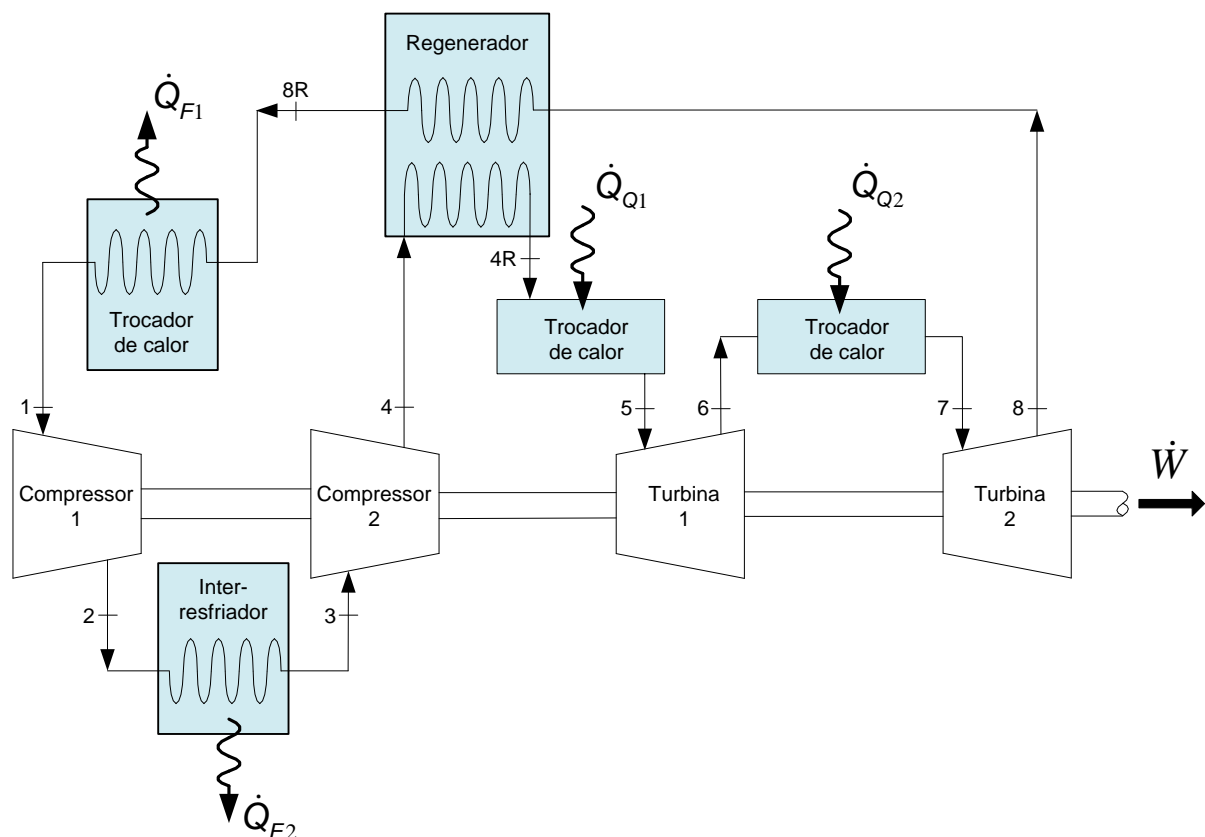 Regenerador
8R
Q̇F1
Q̇Q1
Q̇Q2
4R
Trocador
de calor
Trocador
de calor
Trocador
de calor
1
4
5
6
7
8
Compressor
1
Compressor
2
Turbina
1
Turbina
2
Ẇ
2
Inter-
resfriador
3
Q̇F2